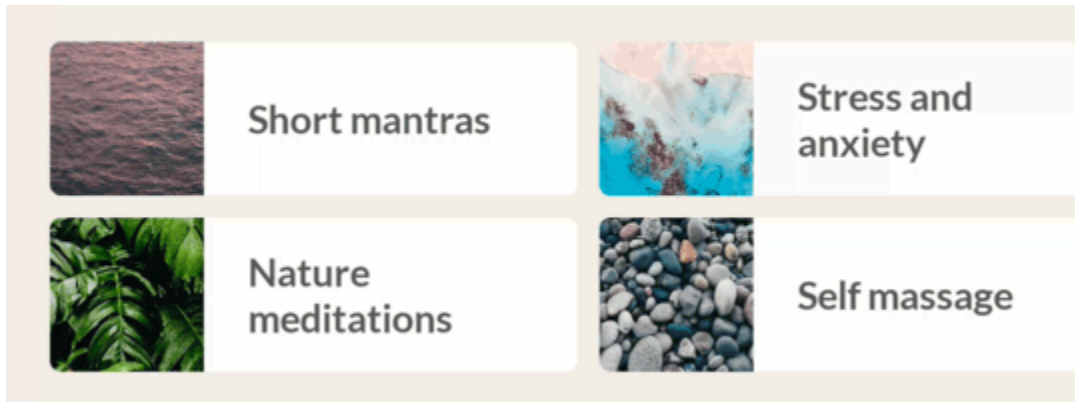 Short mantras
Stress and
anxiety
Nature
meditations
Self massage